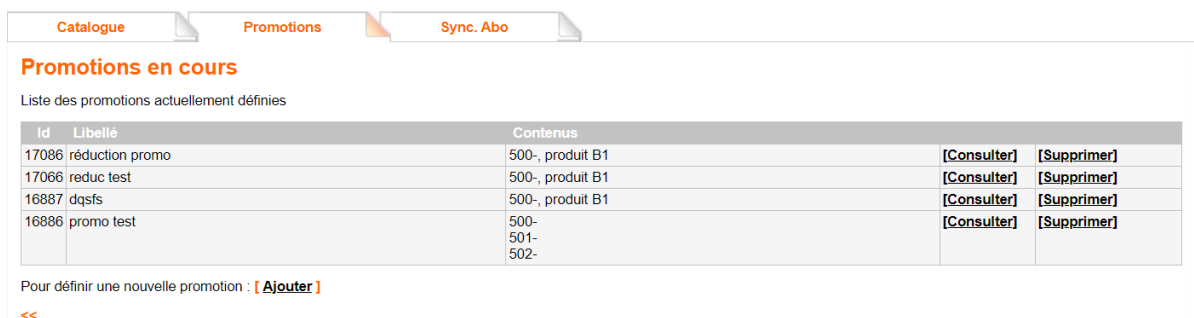 Catalogue Promotions Sync. Abo
Promotions en cours
Liste des promotions actuellement définies
Id Libellé Contenus
17086 réduction promo 500-, produit B1 [Consulter] [Supprimer]
17066 reduc test 500-, produit B1 [Consulter] [Supprimer]
16887 dqsfs 500-, produit B1 [Consulter] [Supprimer]
16886 promo test 500- [Consulter] [Supprimer]
501-
502-
Pour définir une nouvelle promotion : [ Ajouter ]
<<